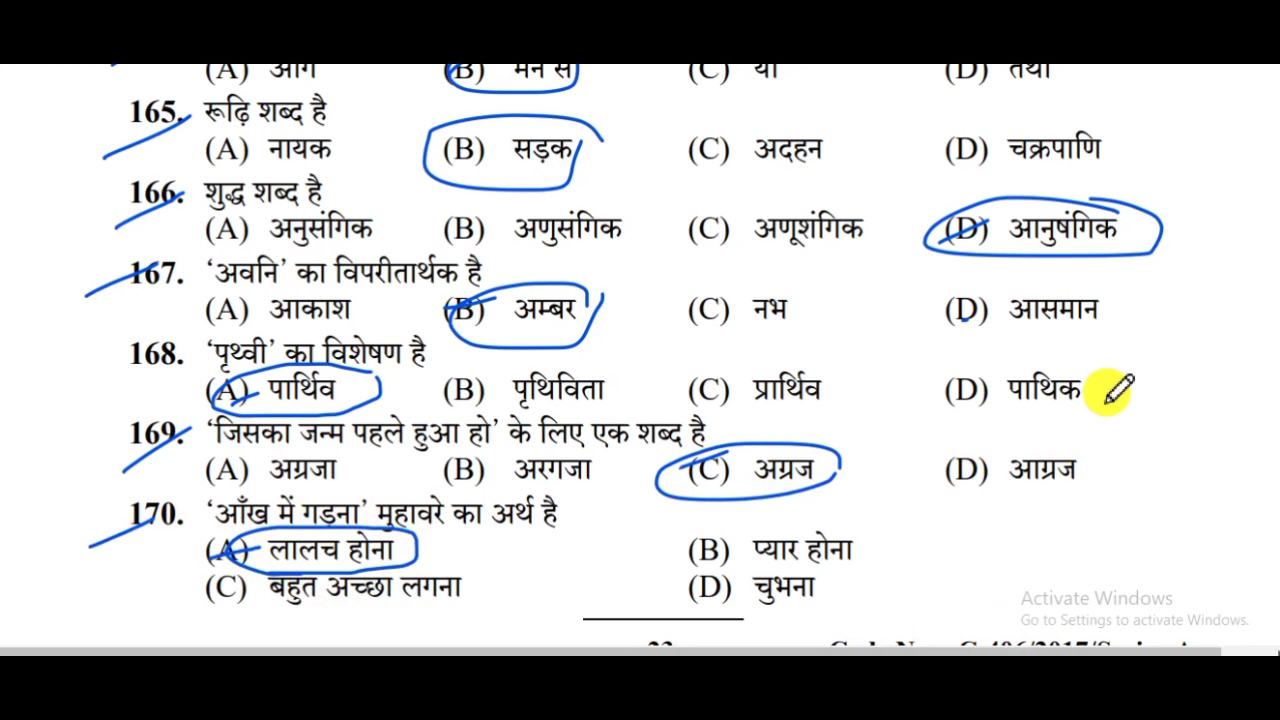 (A) आगे (B) मन से (C) या (D) तथा
165. रूढ़ि शब्द है
(A) नायक (B) सड़क (C) अदहन (D) चक्रपाणि
166. शुद्ध शब्द है
(A) अनुसंगिक (B) अणुसंगिक (C) अणूशंगिक (D) आनुषंगिक
167. ‘अवनि’ का विपरीतार्थक है
(A) आकाश (B) अम्बर (C) नभ (D) आसमान
168. ‘पृथ्वी’ का विशेषण है
(A) पार्थिव (B) पृथिविता (C) प्रार्थिव (D) पाथिक
169. ‘जिसका जन्म पहले हुआ हो’ के लिए एक शब्द है
(A) अग्रजा (B) अरगजा (C) अग्रज (D) आग्रज
170. ‘आँख में गड़ना’ मुहावरे का अर्थ है
(A) लालच होना (B) प्यार होना
(C) बहुत अच्छा लगना (D) चुभना
Activate Windows
Go to Settings to activate Windows.